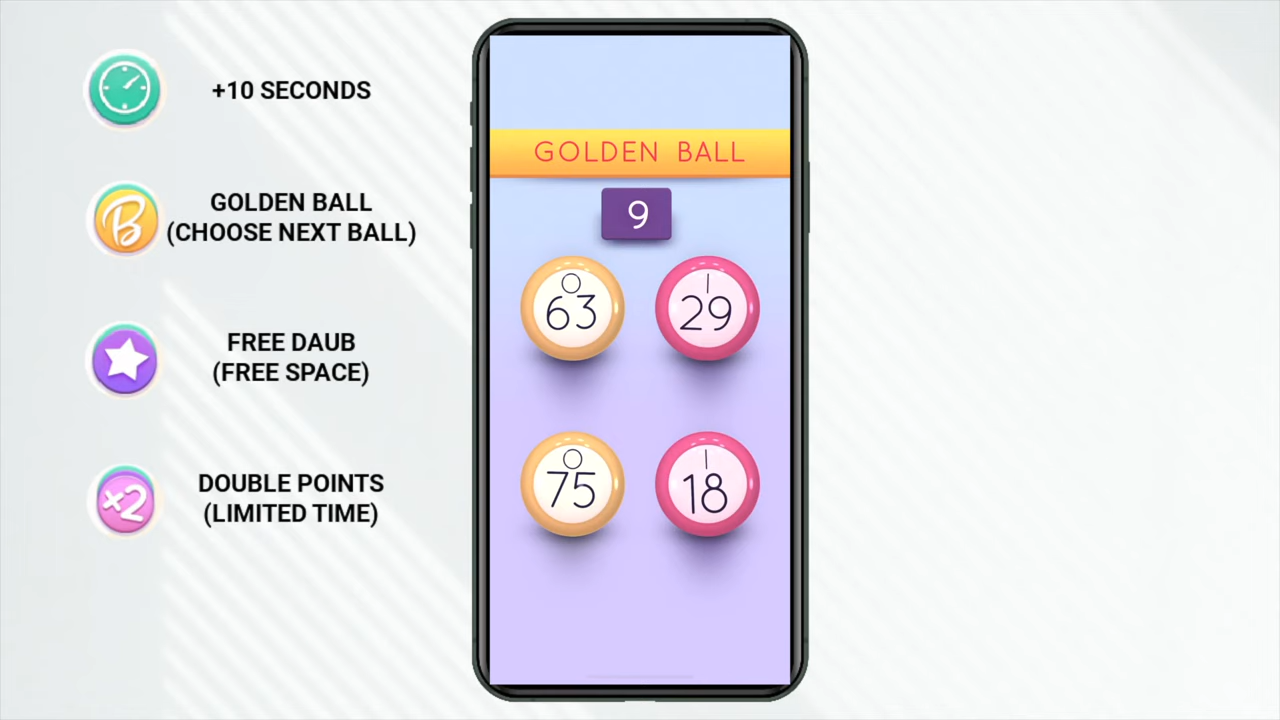 +10 SECONDS
B
GOLDEN BALL
(CHOOSE NEXT BALL)
FREE DAUB
(FREE SPACE)
x2
DOUBLE POINTS
(LIMITED TIME)
GOLDEN BALL
9
O
63
I
29
O
75
I
18